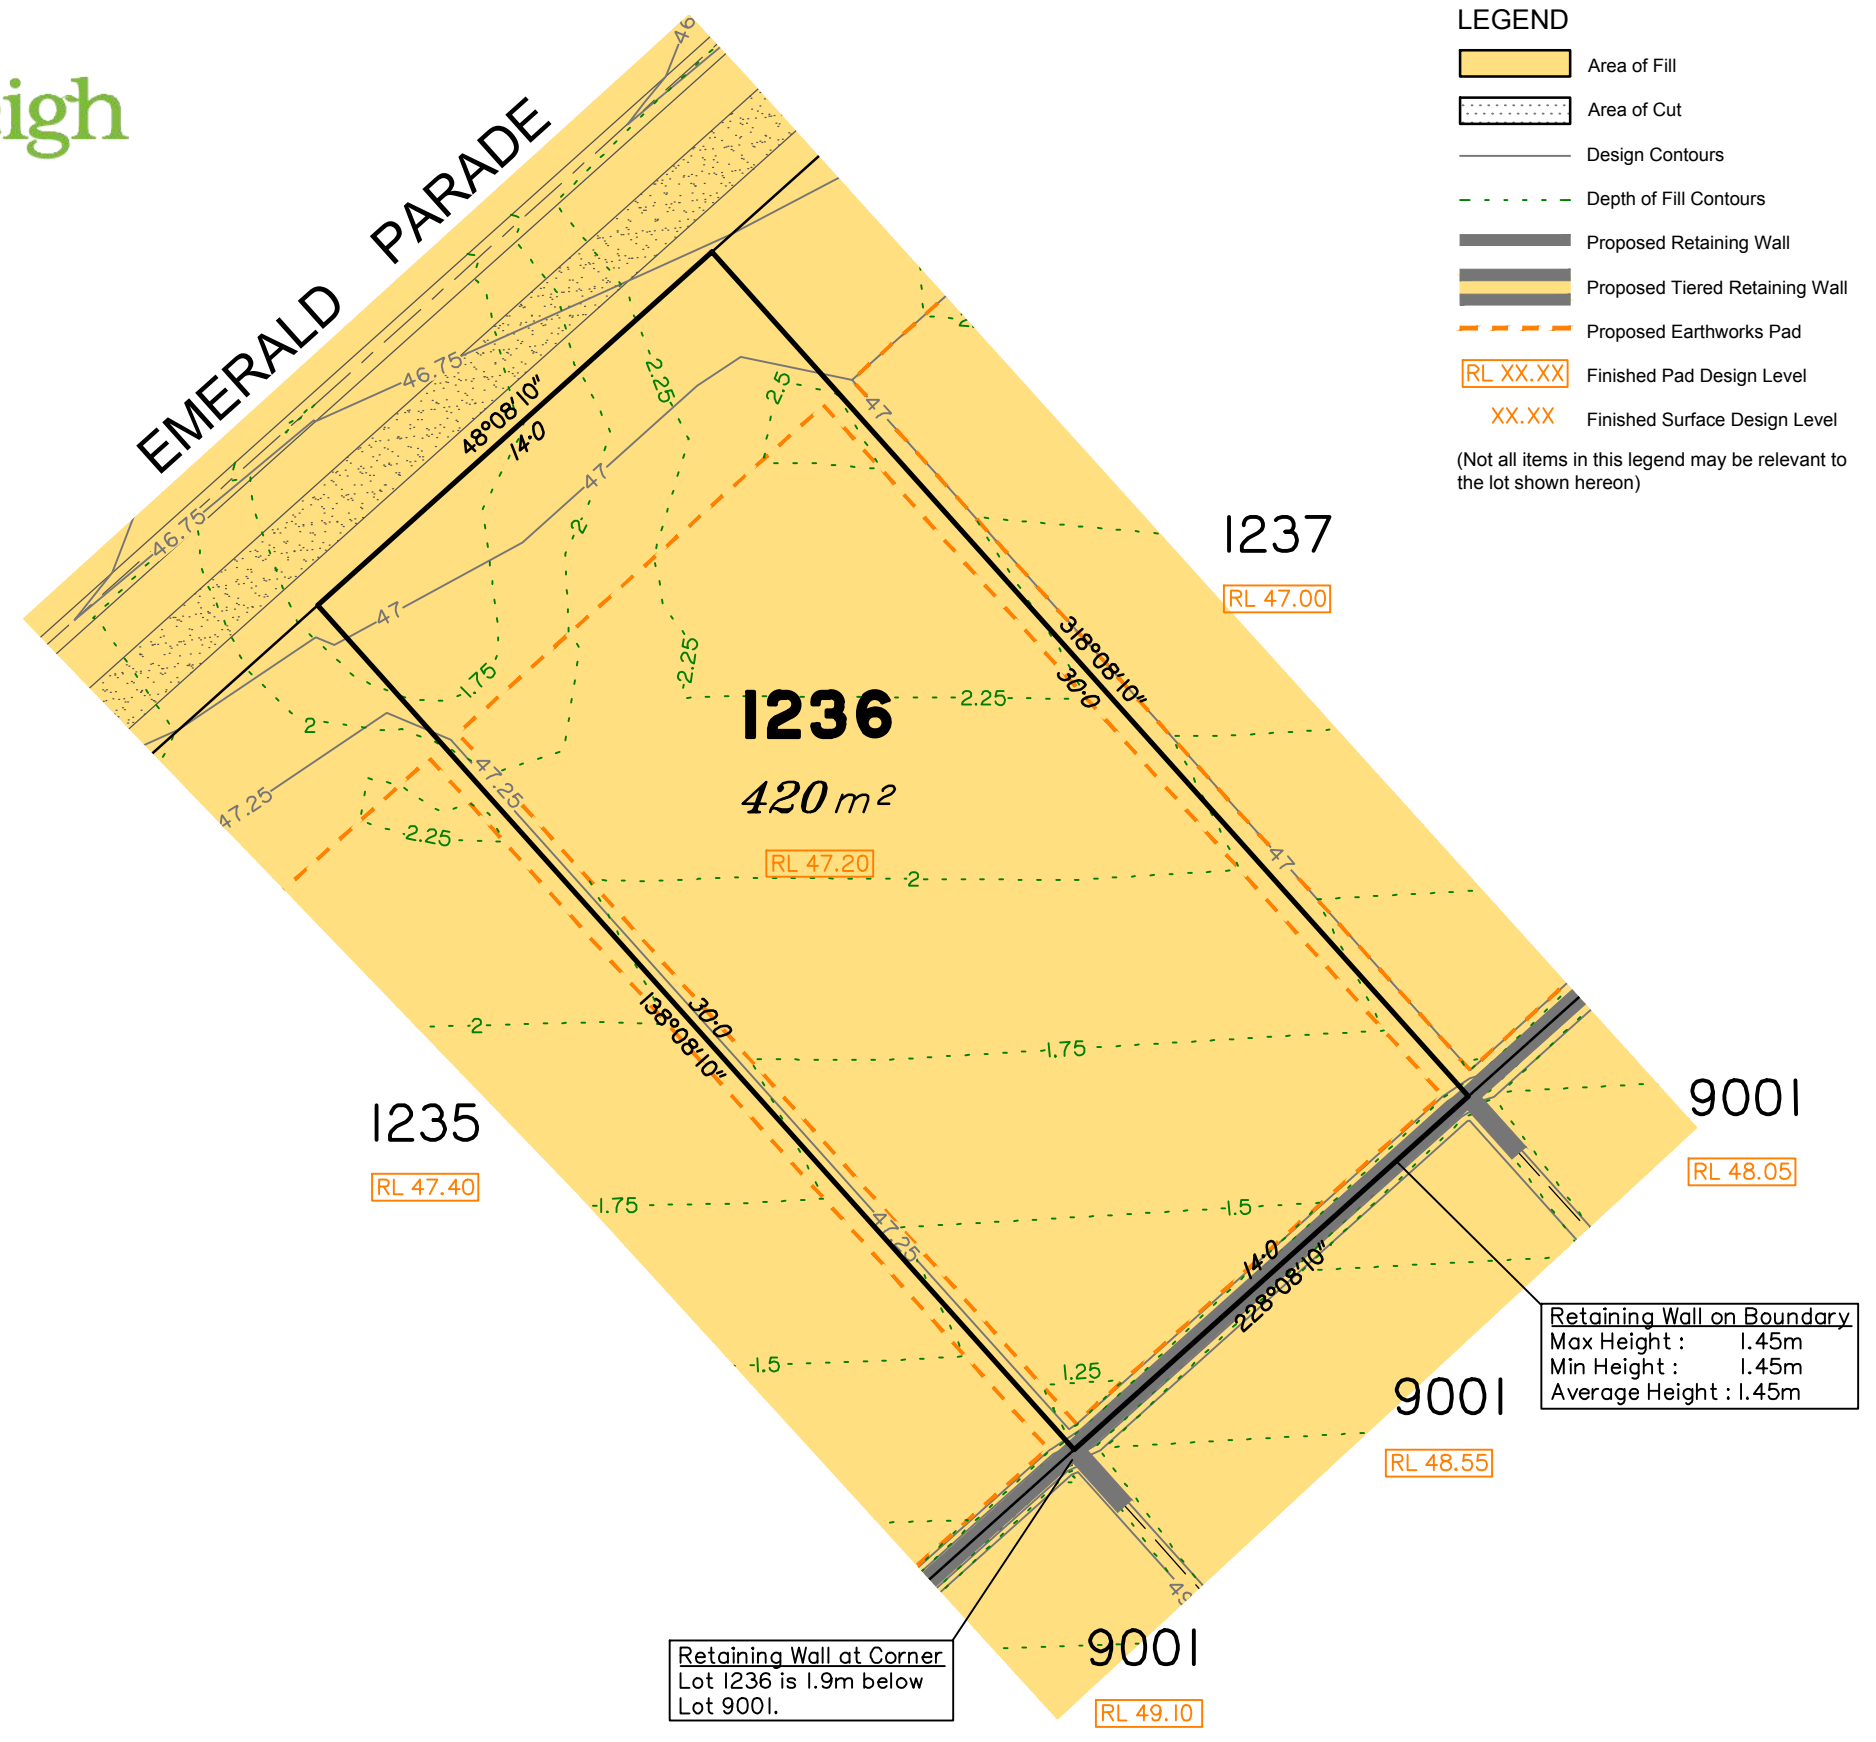 eigh
LEGEND
Area of Fill
Area of Cut
Design Contours
Depth of Fill Contours
Proposed Retaining Wall
Proposed Tiered Retaining Wall
Proposed Earthworks Pad
RL XX.XX Finished Pad Design Level
XX.XX Finished Surface Design Level
(Not all items in this legend may be relevant to
the lot shown hereon)
EMERALD PARADE
46
46.75
46.75
48°08'10"
14·0
2.25
2.5
2
47
47
47
2
1.75
2.25
2
47.25
47.25
2.25
1237
RL 47.00
318°08'10"
30·0
2.25
1236
420 m²
RL 47.20
2
47
30·0
138°08'10"
2
1.75
1235
RL 47.40
1.75
47.25
1.5
14·0
228°08'10"
1.5
1.25
9001
RL 48.05
Retaining Wall on Boundary
Max Height : 1.45m
Min Height : 1.45m
Average Height : 1.45m
9001
RL 48.55
49
Retaining Wall at Corner
Lot 1236 is 1.9m below
Lot 9001.
9001
RL 49.10